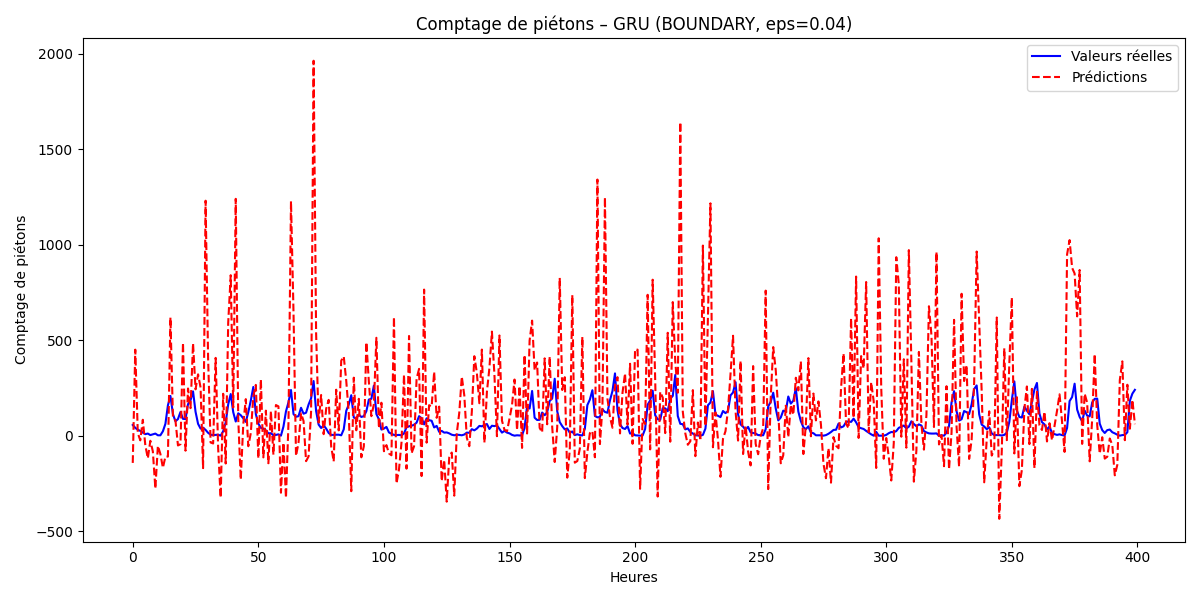 Comptage de piétons – GRU (BOUNDARY, eps=0.04)
Valeurs réelles
Prédictions
Comptage de piétons
2000
1500
1000
500
0
−500
0 50 100 150 200 250 300 350 400
Heures